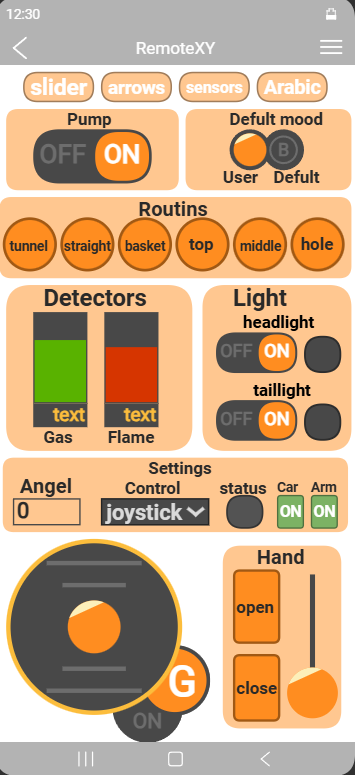 12:30
RemoteXY
slider arrows sensors Arabic
Pump
OFF ON
Defult mood
B
User Defult
Routins
tunnel straight basket top middle hole
Detectors
text text
Gas Flame
Light
headlight
OFF ON
taillight
OFF ON
Settings
Angel Control status Car Arm
0 joystick ON ON
G
ON
Hand
open
close